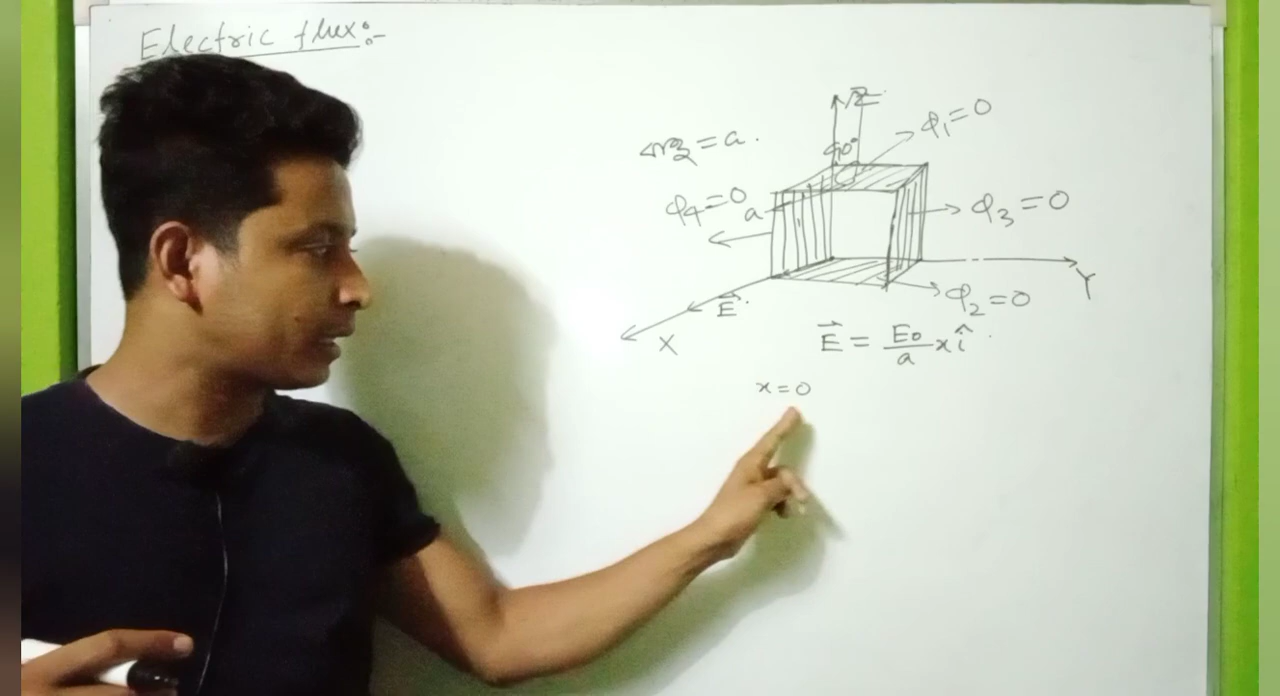 Electric flux:-
Z
90°
φ₁=0
বাহু = a.
φ₄=0
a
φ₃=0
Y
φ₂=0
E⃗
X
E⃗ = E₀/a x î
x=0